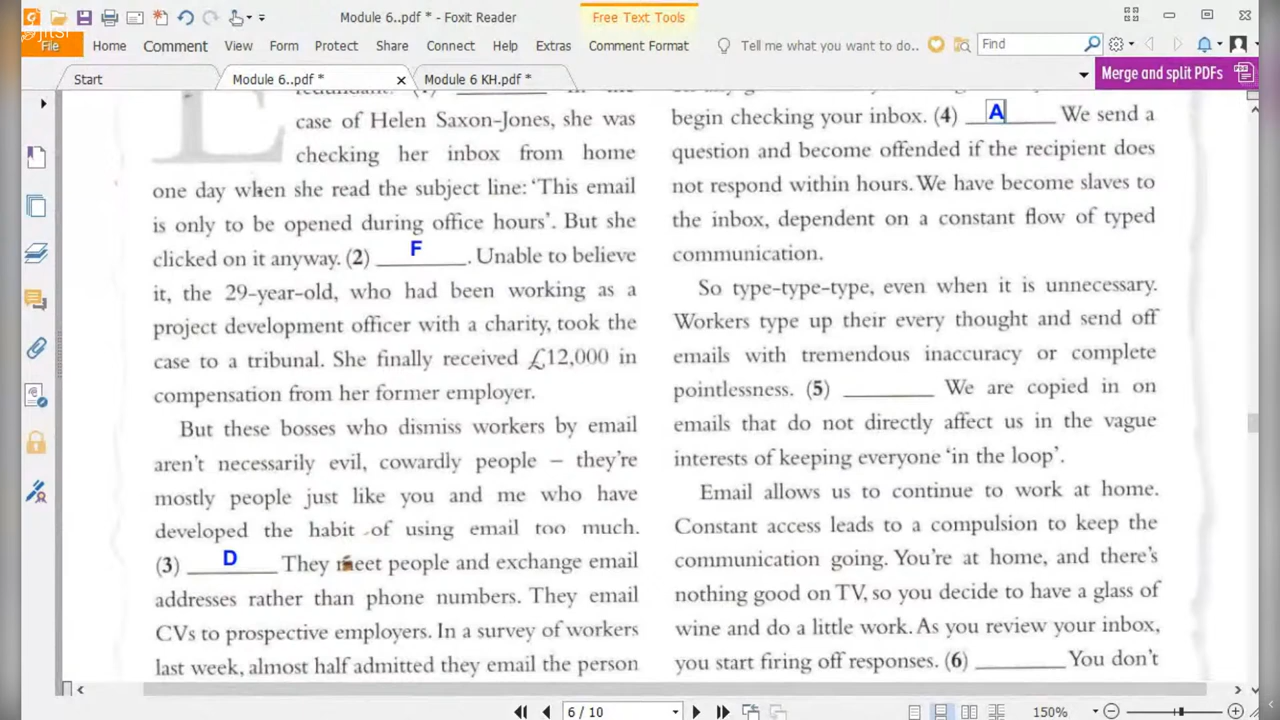 Module 6..pdf * - Foxit Reader
Free Text Tools
File
Home
Comment
View
Form
Protect
Share
Connect
Help
Extras
Comment Format
Tell me what you want to do..
Find
Start
Module 6..pdf *
Module 6 KH.pdf *
Merge and split PDFs
case of Helen Saxon-Jones, she was
checking her inbox from home
one day when she read the subject line: ‘This email
is only to be opened during office hours’. But she
clicked on it anyway. (2) F. Unable to believe
it, the 29-year-old, who had been working as a
project development officer with a charity, took the
case to a tribunal. She finally received £12,000 in
compensation from her former employer.
But these bosses who dismiss workers by email
aren’t necessarily evil, cowardly people – they’re
mostly people just like you and me who have
developed the habit of using email too much.
(3) D They meet people and exchange email
addresses rather than phone numbers. They email
CVs to prospective employers. In a survey of workers
last week, almost half admitted they email the person
begin checking your inbox. (4) A We send a
question and become offended if the recipient does
not respond within hours. We have become slaves to
the inbox, dependent on a constant flow of typed
communication.
So type-type-type, even when it is unnecessary.
Workers type up their every thought and send off
emails with tremendous inaccuracy or complete
pointlessness. (5) ________ We are copied in on
emails that do not directly affect us in the vague
interests of keeping everyone ‘in the loop’.
Email allows us to continue to work at home.
Constant access leads to a compulsion to keep the
communication going. You’re at home, and there’s
nothing good on TV, so you decide to have a glass of
wine and do a little work. As you review your inbox,
you start firing off responses. (6) ________ You don’t
6 / 10
150%